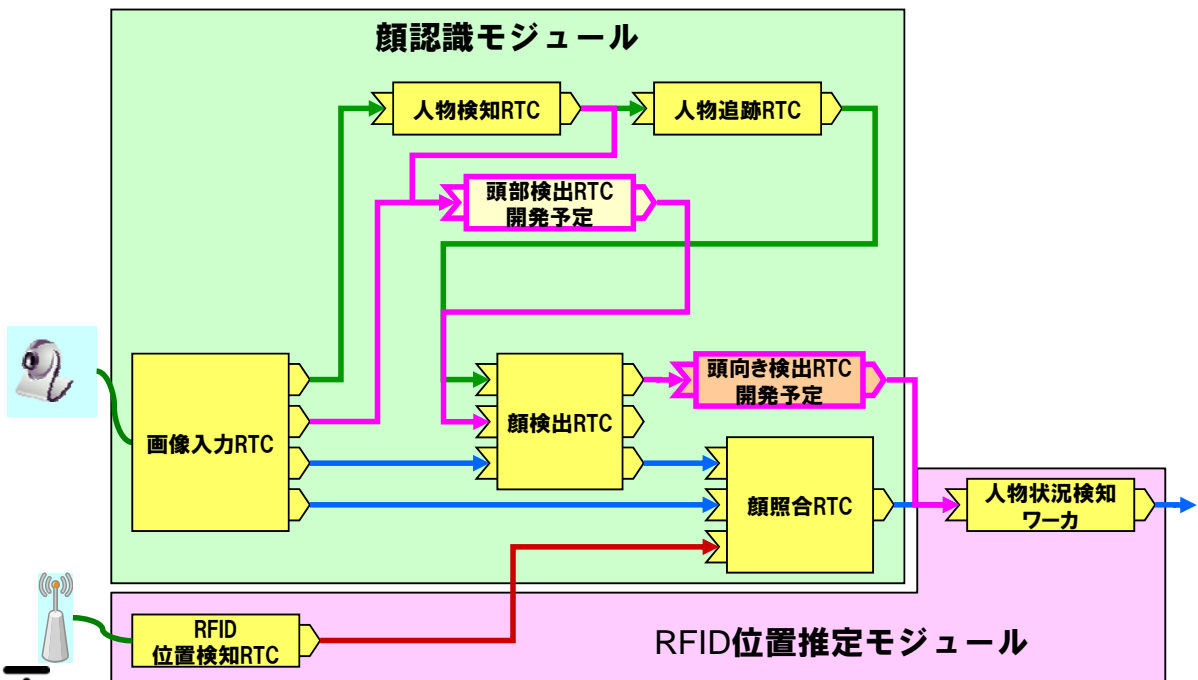 顔認識モジュール
人物検知RTC
人物追跡RTC
頭部検出RTC
開発予定
頭向き検出RTC
開発予定
顔検出RTC
画像入力RTC
顔照合RTC
人物状況検知
ワーカ
RFID
位置検知RTC
RFID位置推定モジュール